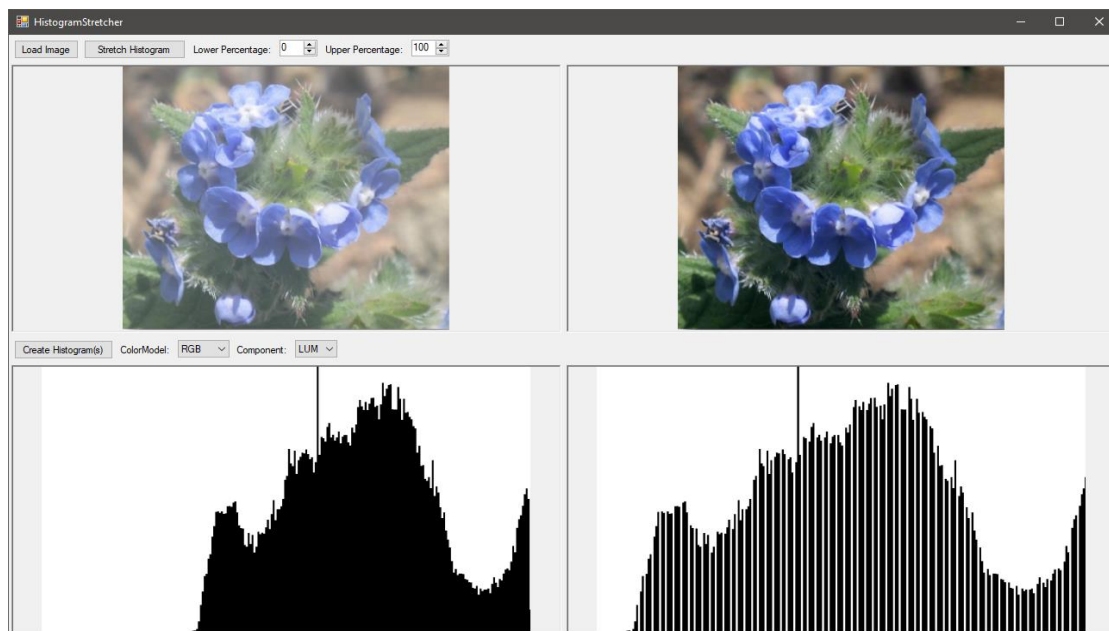 HistogramStretcher
Load Image Stretch Histogram Lower Percentage: 0 Upper Percentage: 100
Create Histogram(s) ColorModel: RGB Component: LUM